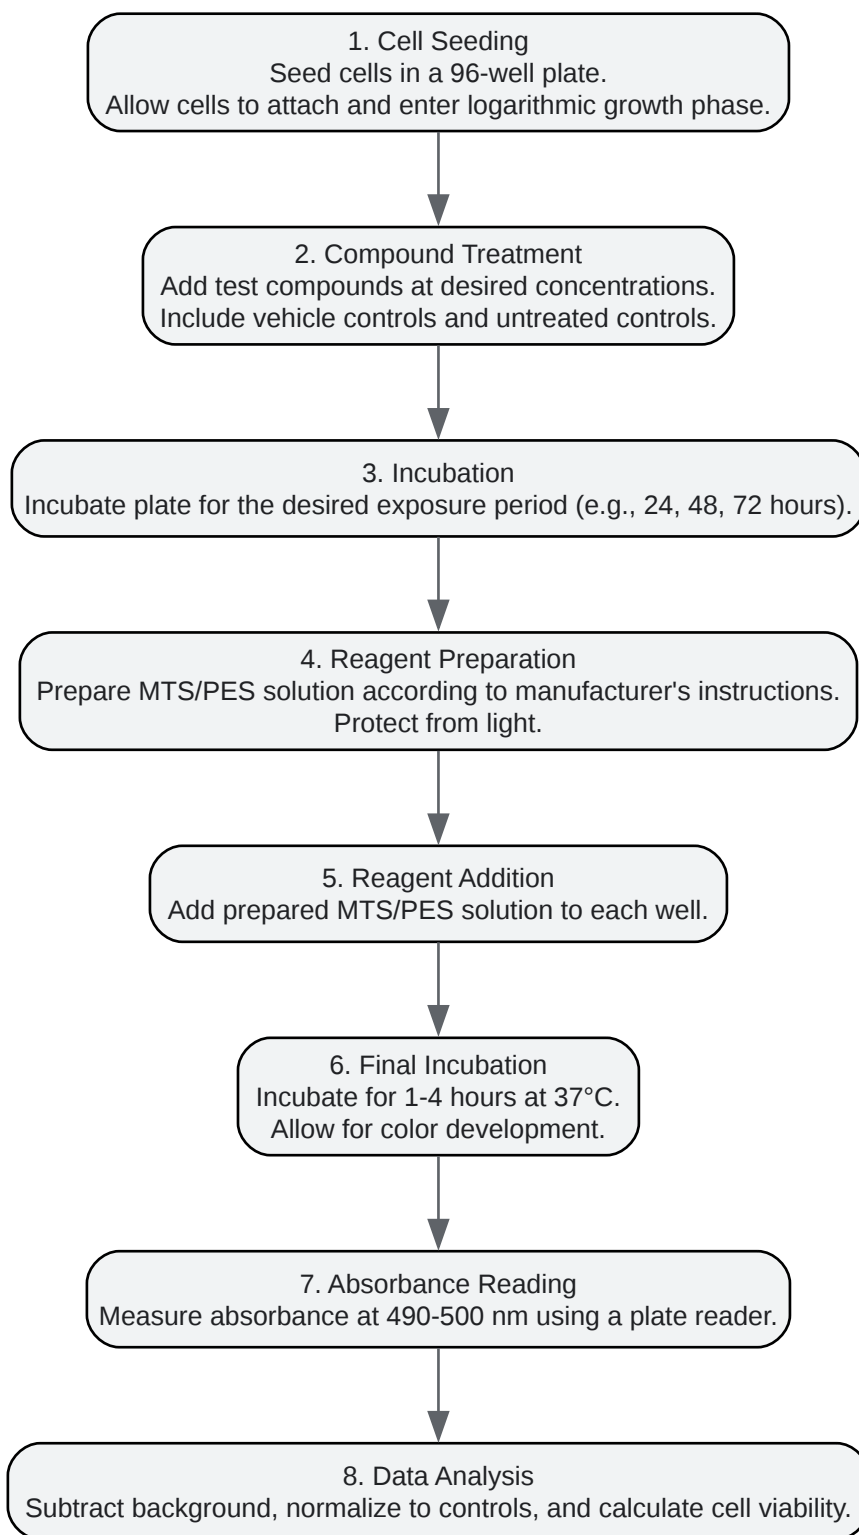 1. Cell Seeding
Seed cells in a 96-well plate.
Allow cells to attach and enter logarithmic growth phase.
2. Compound Treatment
Add test compounds at desired concentrations.
Include vehicle controls and untreated controls.
3. Incubation
Incubate plate for the desired exposure period (e.g., 24, 48, 72 hours).
4. Reagent Preparation
Prepare MTS/PES solution according to manufacturer's instructions.
Protect from light.
5. Reagent Addition
Add prepared MTS/PES solution to each well.
6. Final Incubation
Incubate for 1-4 hours at 37°C.
Allow for color development.
7. Absorbance Reading
Measure absorbance at 490-500 nm using a plate reader.
8. Data Analysis
Subtract background, normalize to controls, and calculate cell viability.